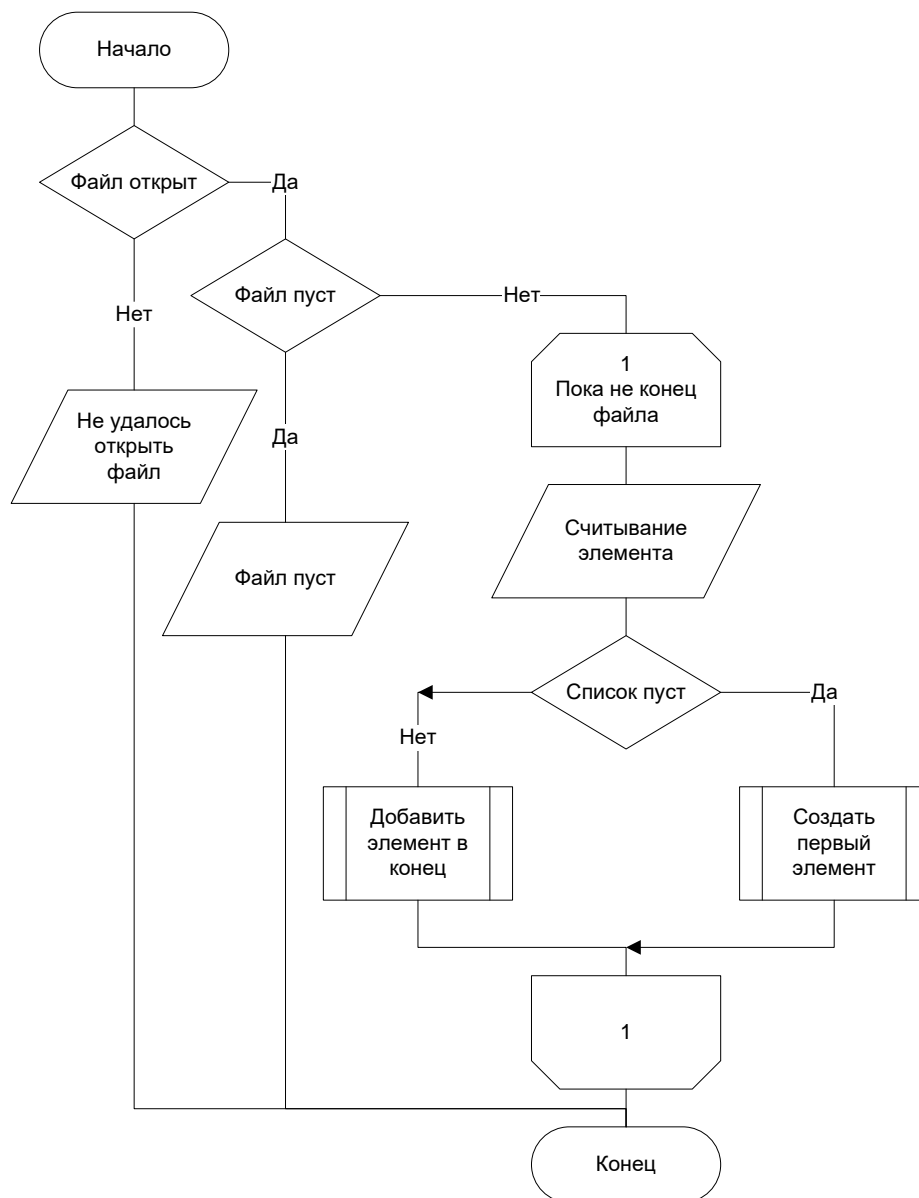 Начало
Файл открыт
Да
Нет
Файл пуст
Нет
Да
Не удалось
открыть
файл
Файл пуст
1
Пока не конец
файла
Считывание
элемента
Список пуст
Нет
Да
Добавить
элемент в
конец
Создать
первый
элемент
1
Конец